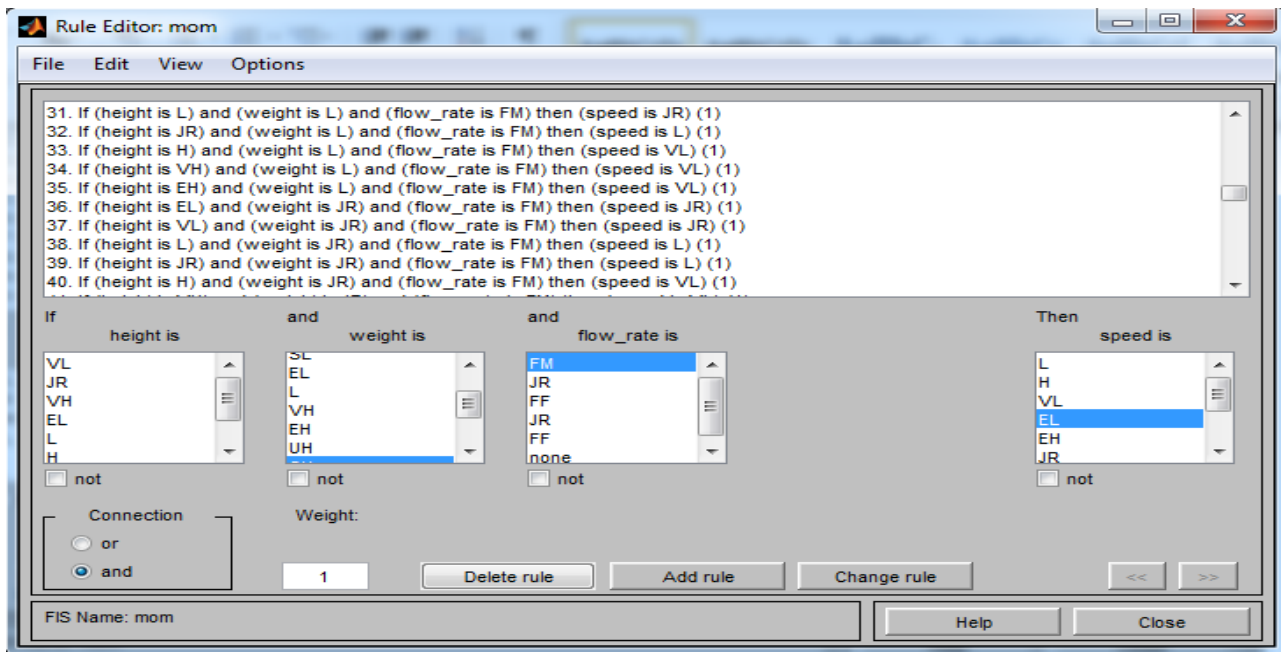 Rule Editor: mom
File Edit View Options
31. If (height is L) and (weight is L) and (flow_rate is FM) then (speed is JR) (1)
32. If (height is JR) and (weight is L) and (flow_rate is FM) then (speed is L) (1)
33. If (height is H) and (weight is L) and (flow_rate is FM) then (speed is VL) (1)
34. If (height is VH) and (weight is L) and (flow_rate is FM) then (speed is VL) (1)
35. If (height is EH) and (weight is L) and (flow_rate is FM) then (speed is VL) (1)
36. If (height is EL) and (weight is JR) and (flow_rate is FM) then (speed is JR) (1)
37. If (height is VL) and (weight is JR) and (flow_rate is FM) then (speed is JR) (1)
38. If (height is L) and (weight is JR) and (flow_rate is FM) then (speed is L) (1)
39. If (height is JR) and (weight is JR) and (flow_rate is FM) then (speed is L) (1)
40. If (height is H) and (weight is JR) and (flow_rate is FM) then (speed is VL) (1)
If and and Then
height is weight is flow_rate is speed is
VL
JR
VH
EL
L
H
not
SL
EL
L
VH
EH
UH
not
FM
JR
FF
JR
FF
none
not
L
H
VL
EL
EH
JR
not
Connection
or
and
Weight:
1
Delete rule Add rule Change rule << >>
FIS Name: mom Help Close